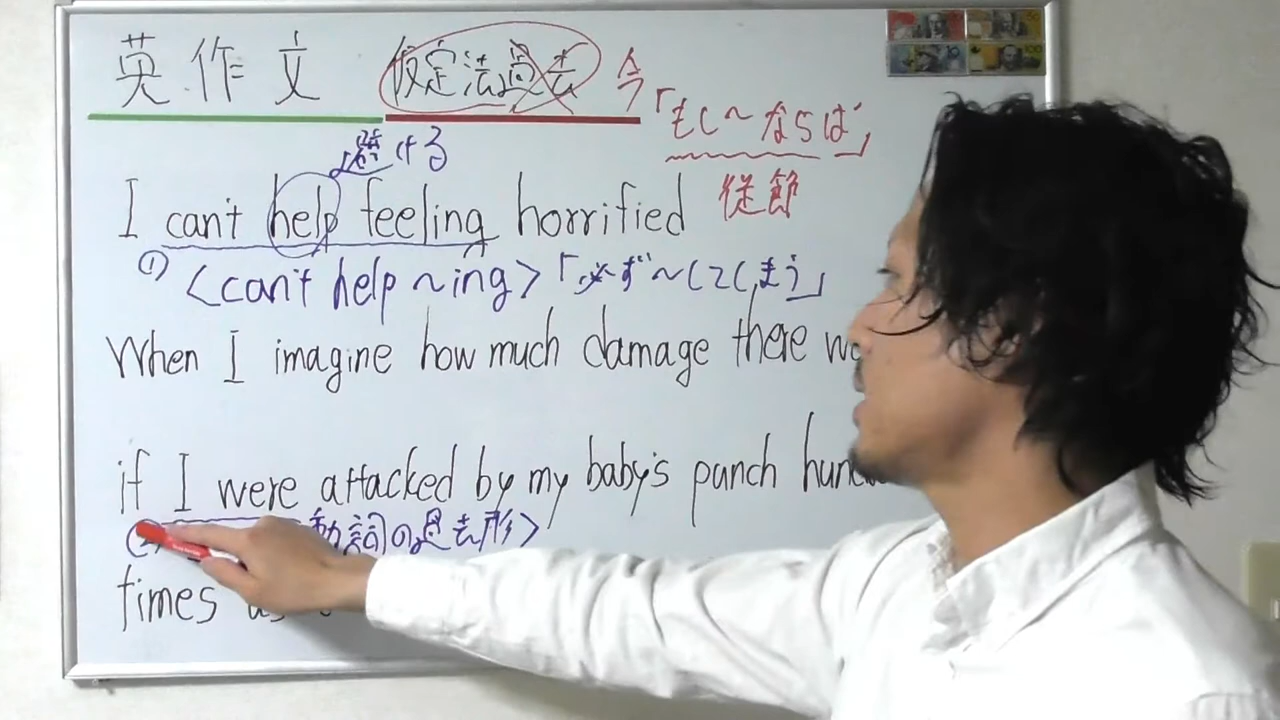 英作文 仮定法過去 今
「もし〜ならば」
避ける
従節
I can't help feeling horrified
① <can't help ~ing>「必ず〜してしまう」
When I imagine how much damage there
if I were attacked by my baby's punch
動詞の過去形>
times as